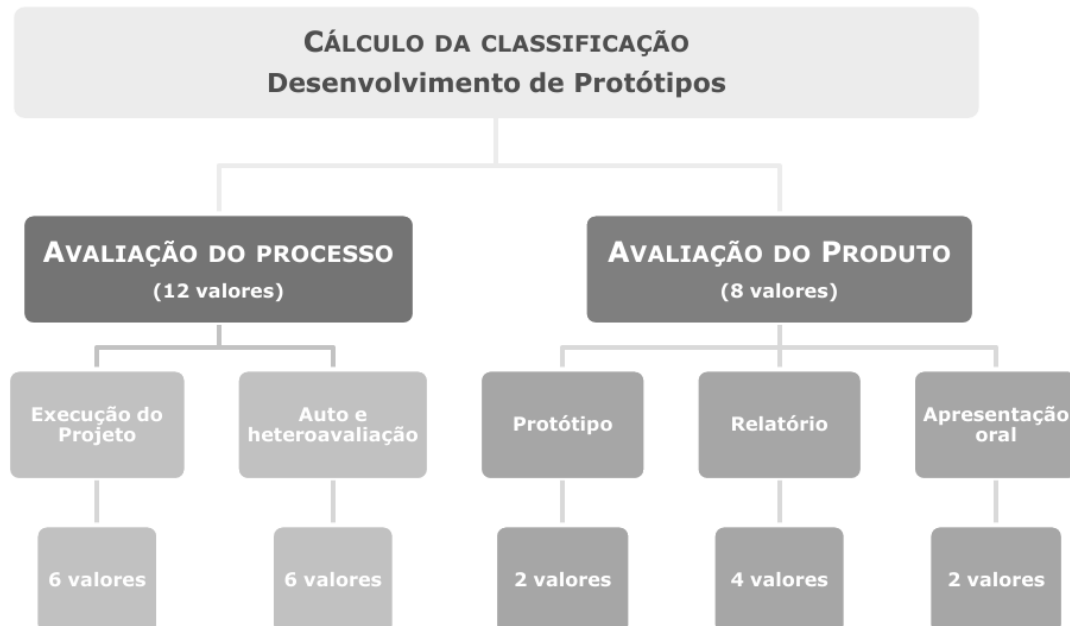 CÁLCULO DA CLASSIFICAÇÃO
Desenvolvimento de Protótipos
AVALIAÇÃO DO PROCESSO
(12 valores)
AVALIAÇÃO DO PRODUTO
(8 valores)
Execução do
Projeto
Auto e
heteroavaliação
Protótipo
Relatório
Apresentação
oral
6 valores
6 valores
2 valores
4 valores
2 valores